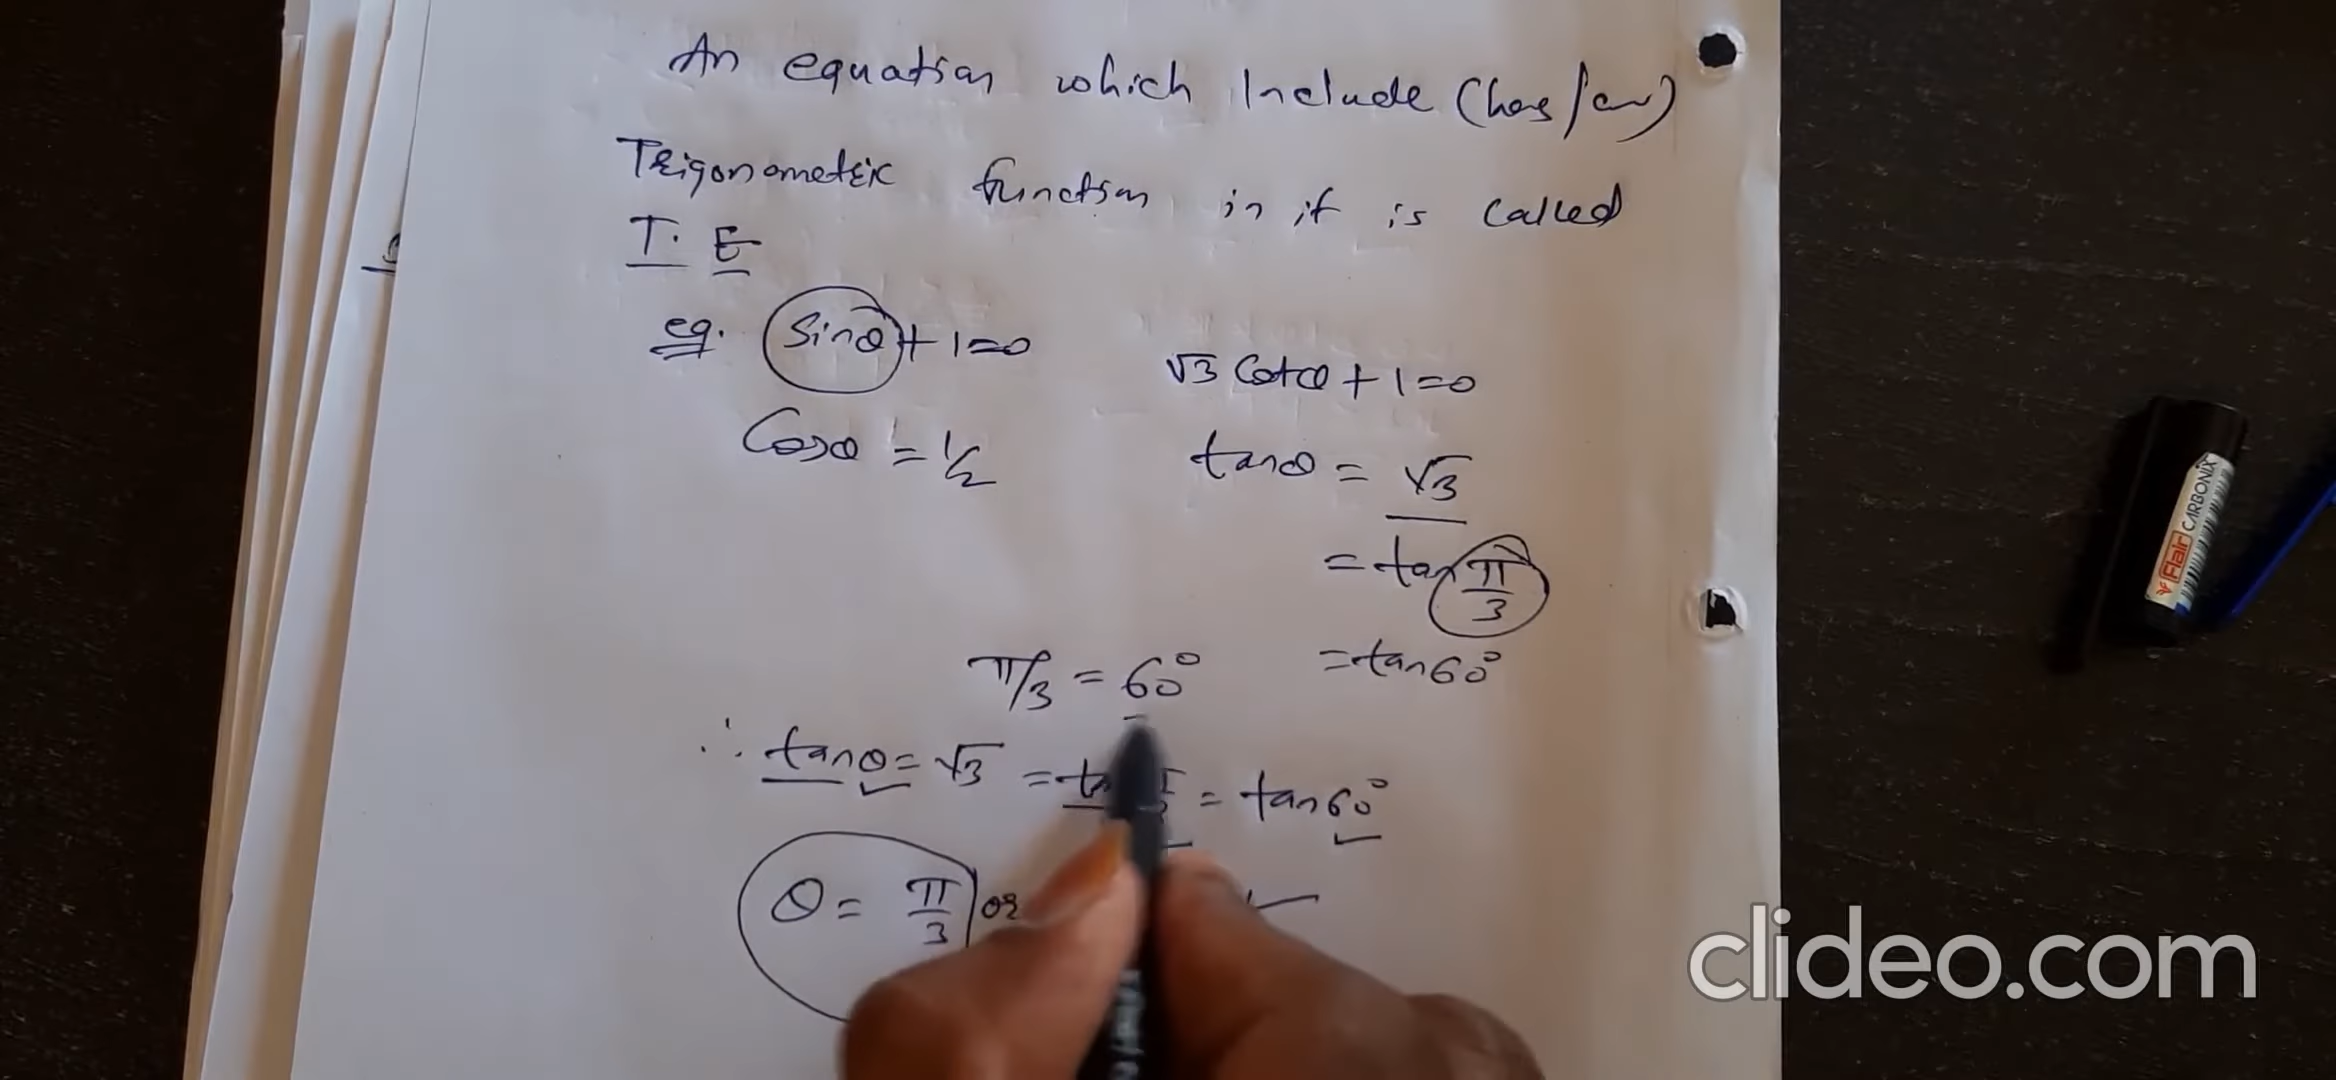 An equation which Include (has/
Trigonometric function in it is called
T. E
eg. Sinθ + 1 = 0
√3 Cotθ + 1 = 0
Cosθ = 1/2
tanθ = √3
= tan π/3
π/3 = 60°
= tan 60°
∴ tanθ = √3 = = tan 60°
θ = π/3 or
Flair CARBONIX
clideo.com